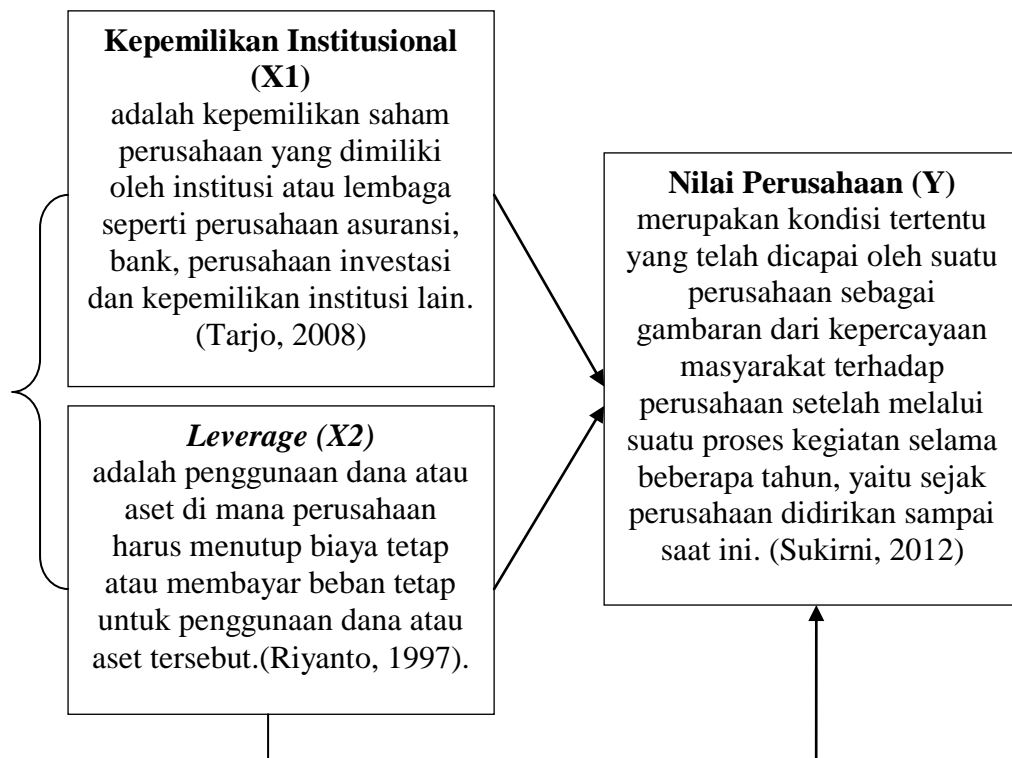 Kepemilikan Institusional
(X1)
adalah kepemilikan saham
perusahaan yang dimiliki
oleh institusi atau lembaga
seperti perusahaan asuransi,
bank, perusahaan investasi
dan kepemilikan institusi lain.
(Tarjo, 2008)
Leverage (X2)
adalah penggunaan dana atau
aset di mana perusahaan
harus menutup biaya tetap
atau membayar beban tetap
untuk penggunaan dana atau
aset tersebut.(Riyanto, 1997).
Nilai Perusahaan (Y)
merupakan kondisi tertentu
yang telah dicapai oleh suatu
perusahaan sebagai
gambaran dari kepercayaan
masyarakat terhadap
perusahaan setelah melalui
suatu proses kegiatan selama
beberapa tahun, yaitu sejak
perusahaan didirikan sampai
saat ini. (Sukirni, 2012)